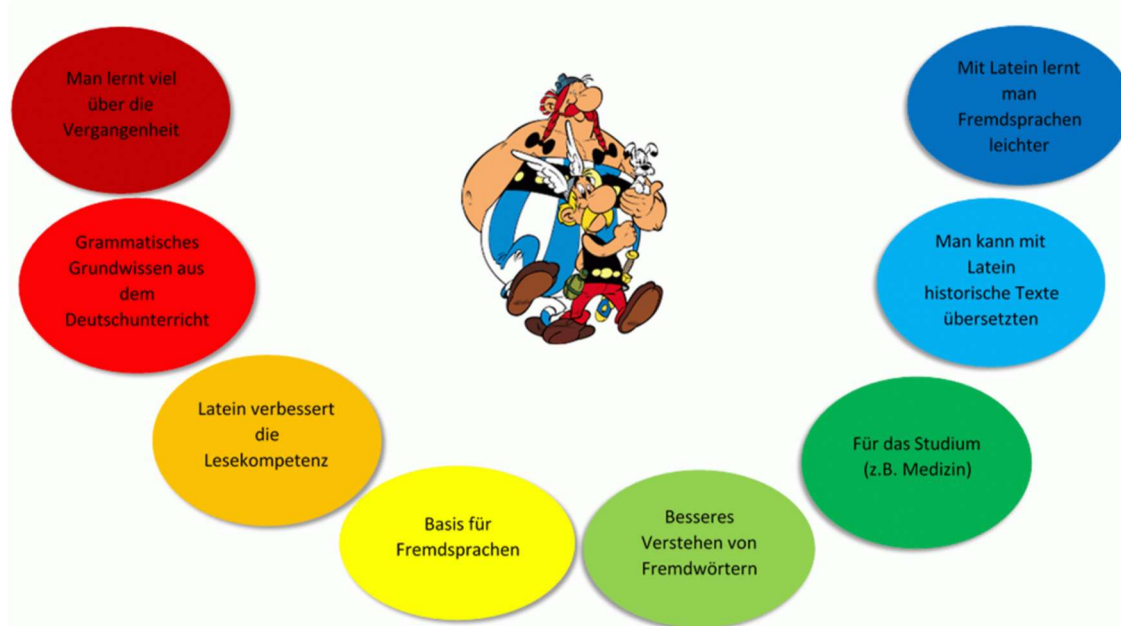 Man lernt viel
über die
Vergangenheit
Grammatisches
Grundwissen aus
dem
Deutschunterricht
Latein verbessert
die
Lesekompetenz
Basis für
Fremdsprachen
Besseres
Verstehen von
Fremdwörtern
Für das Studium
(z.B. Medizin)
Man kann mit
Latein
historische Texte
übersetzten
Mit Latein lernt
man
Fremdsprachen
leichter